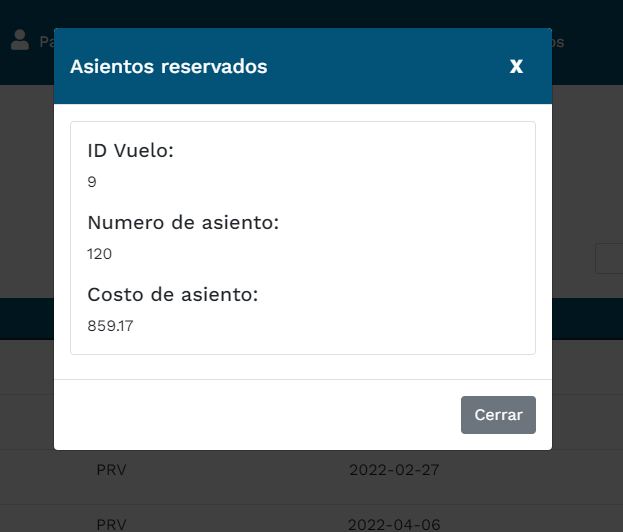 Asientos reservados
X
ID Vuelo:
9
Numero de asiento:
120
Costo de asiento:
859.17
Cerrar
PRV 2022-02-27
PRV 2022-04-06